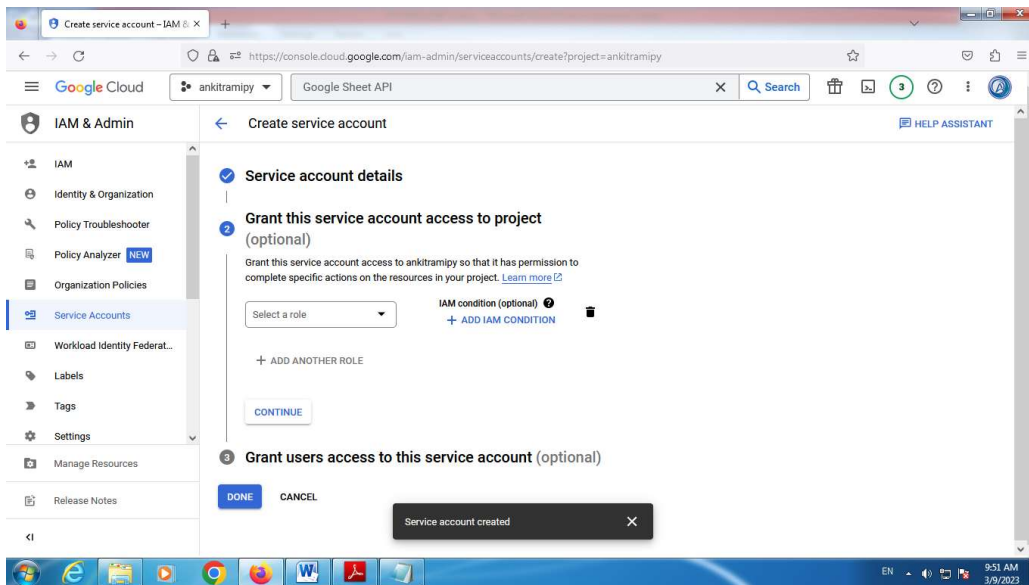 Create service account – IAM &
https://console.cloud.google.com/iam-admin/serviceaccounts/create?project=ankitramipy
Google Cloud
ankitramipy
Google Sheet API
Search
3
IAM & Admin
Create service account
HELP ASSISTANT
IAM
Identity & Organization
Policy Troubleshooter
Policy Analyzer NEW
Organization Policies
Service Accounts
Workload Identity Federat...
Labels
Tags
Settings
Manage Resources
Release Notes
Service account details
2 Grant this service account access to project
(optional)
Grant this service account access to ankitramipy so that it has permission to
complete specific actions on the resources in your project. Learn more
Select a role
IAM condition (optional)
+ ADD IAM CONDITION
+ ADD ANOTHER ROLE
CONTINUE
3 Grant users access to this service account (optional)
DONE
CANCEL
Service account created
EN
9:51 AM
3/9/2023